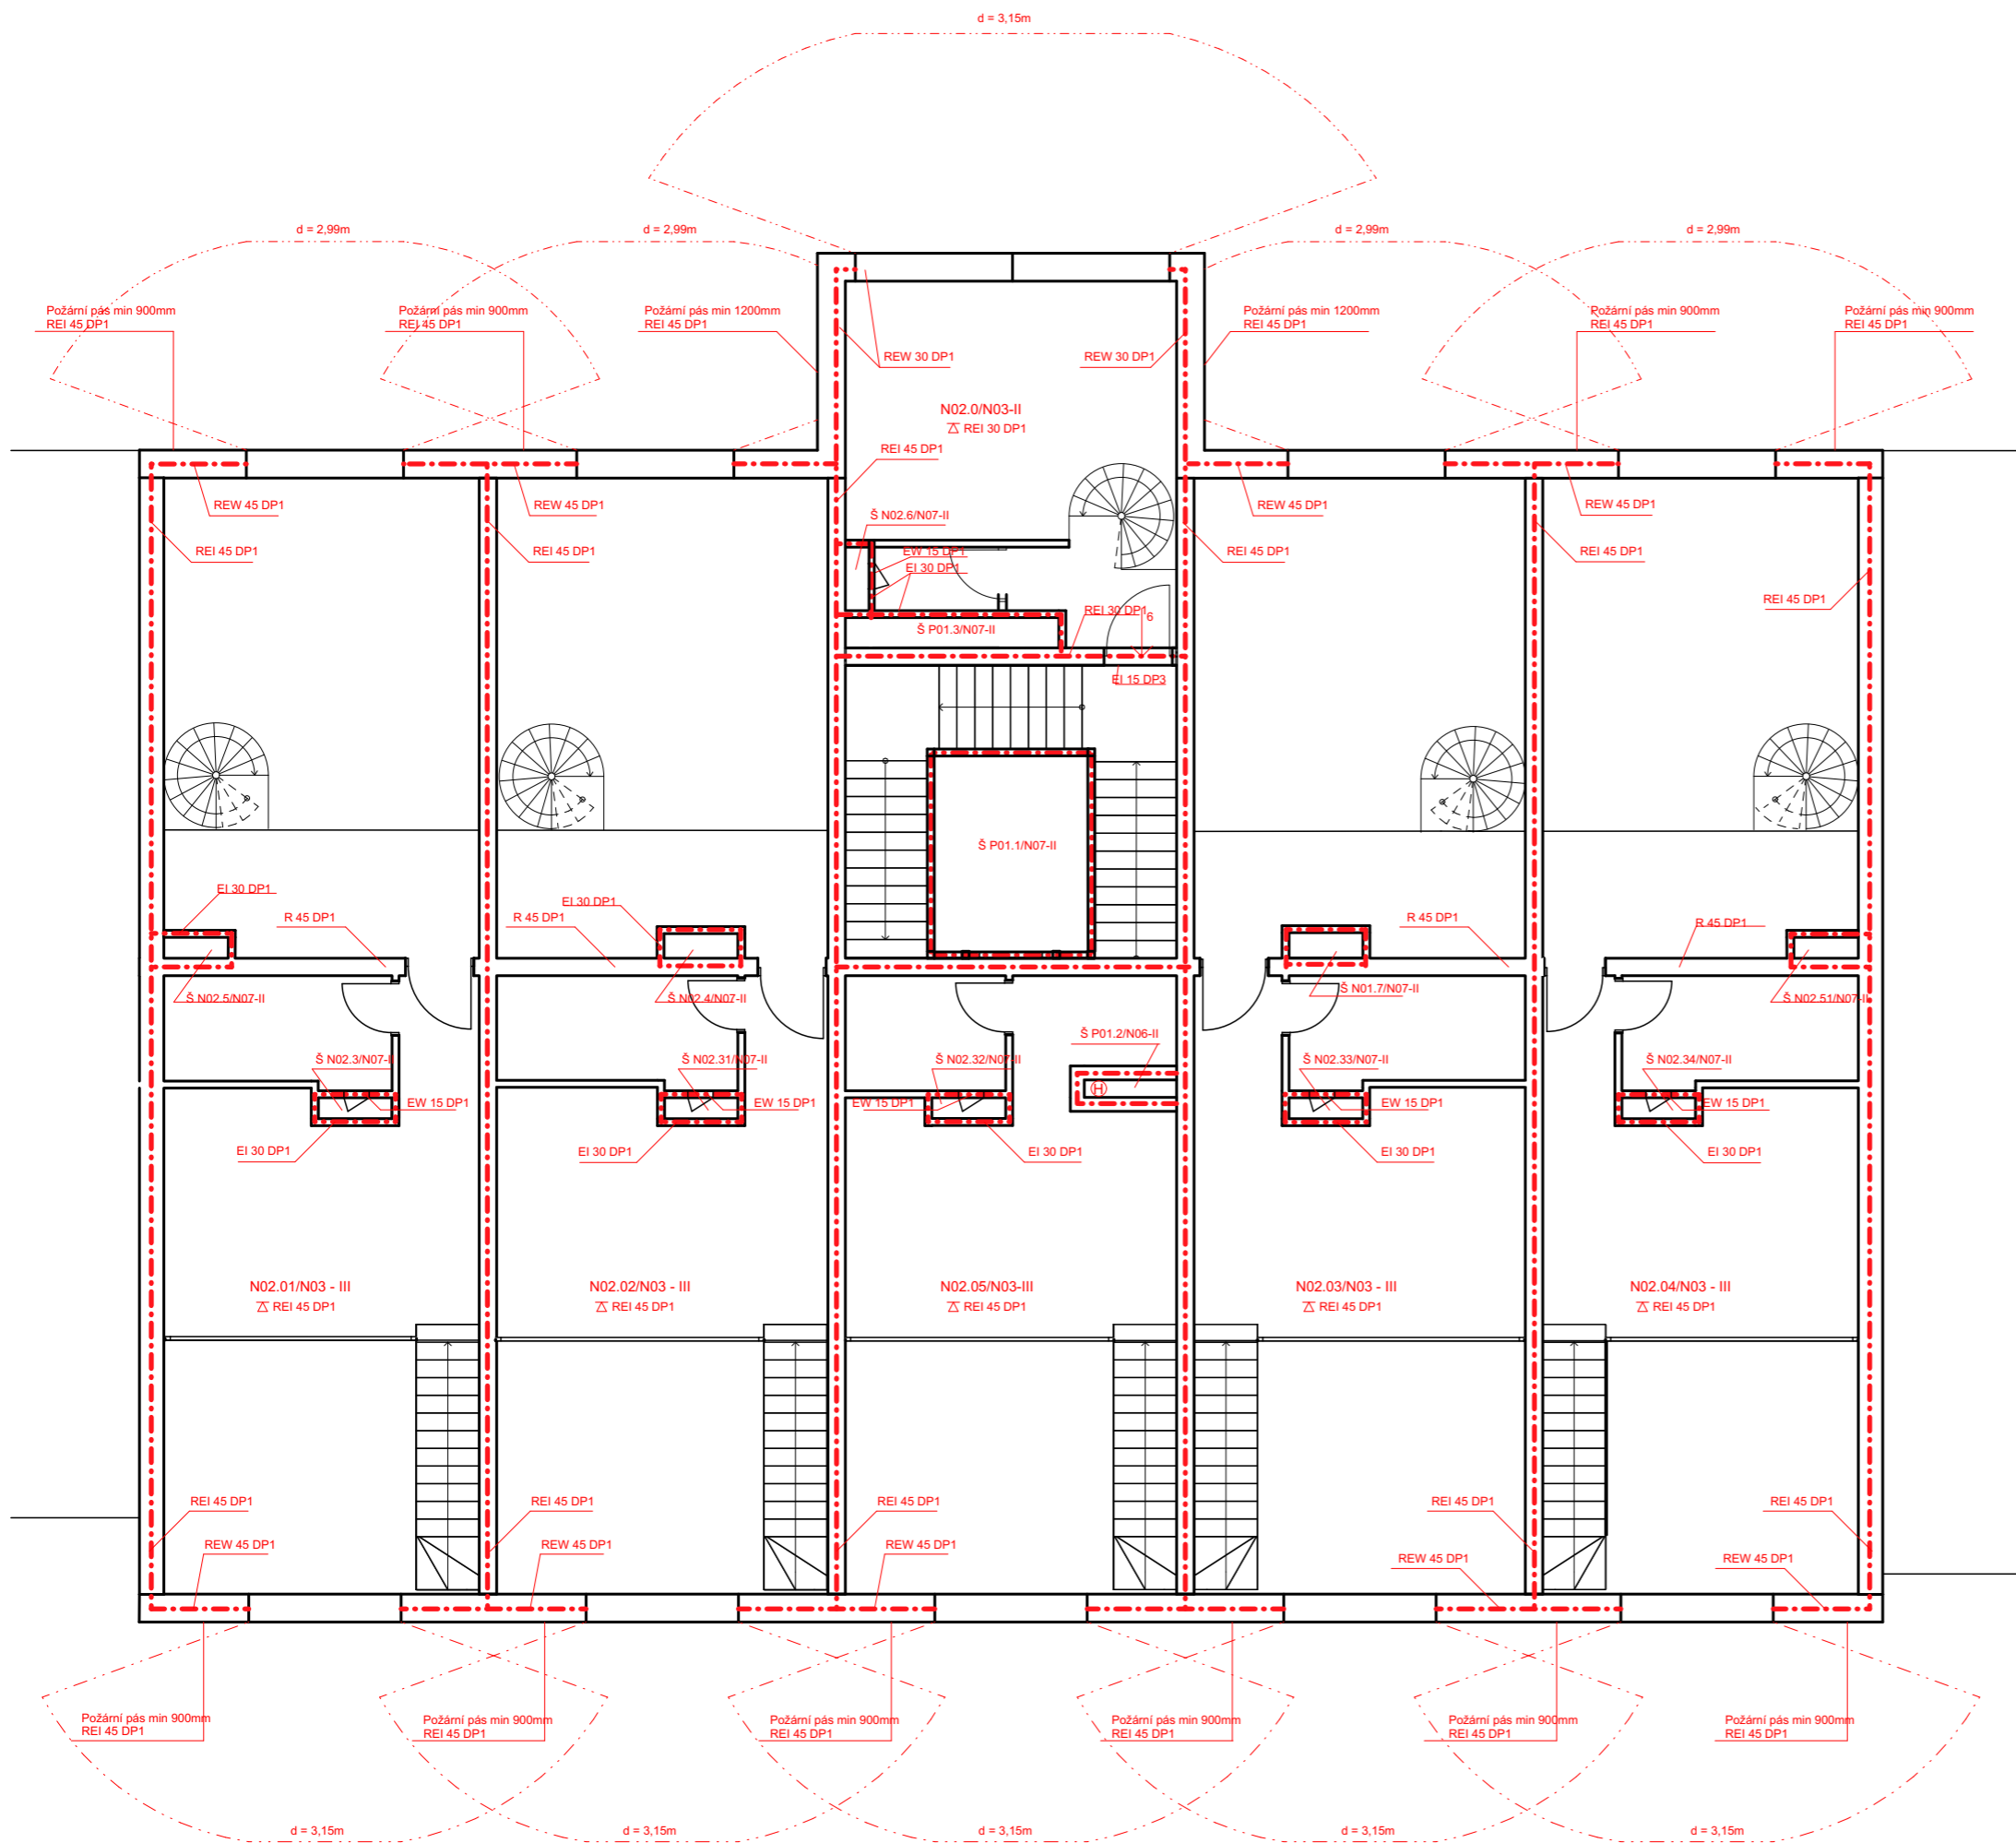 d = 3,15m
d = 2,99m
d = 2,99m
d = 2,99m
d = 2,99m
Požární pás min 900mm
REI 45 DP1
Požární pás min 900mm
REI 45 DP1
Požární pás min 1200mm
REI 45 DP1
Požární pás min 1200mm
REI 45 DP1
Požární pás min 900mm
REI 45 DP1
Požární pás min 900mm
REI 45 DP1
REW 30 DP1
REW 30 DP1
N02.0/N03-II
REI 30 DP1
REI 45 DP1
REW 45 DP1
REW 45 DP1
REW 45 DP1
REW 45 DP1
Š N02.6/N07-II
REI 45 DP1
REI 45 DP1
EW 15 DP1
REI 45 DP1
REI 45 DP1
EI 30 DP1
REI 45 DP1
REI 30 DP1
6
Š P01.3/N07-II
EI 15 DP3
Š P01.1/N07-II
EI 30 DP1
EI 30 DP1
R 45 DP1
R 45 DP1
R 45 DP1
R 45 DP1
Š N02.5/N07-II
Š N02.4/N07-II
Š N01.7/N07-II
Š N02.51/N07-II
Š P01.2/N06-II
Š N02.3/N07-II
Š N02.31/N07-II
Š N02.32/N07-II
Š N02.33/N07-II
Š N02.34/N07-II
H
EW 15 DP1
EW 15 DP1
EW 15 DP1
EW 15 DP1
EW 15 DP1
EI 30 DP1
EI 30 DP1
EI 30 DP1
EI 30 DP1
EI 30 DP1
N02.01/N03 - III
REI 45 DP1
N02.02/N03 - III
REI 45 DP1
N02.05/N03-III
REI 45 DP1
N02.03/N03 - III
REI 45 DP1
N02.04/N03 - III
REI 45 DP1
REI 45 DP1
REI 45 DP1
REI 45 DP1
REI 45 DP1
REI 45 DP1
REW 45 DP1
REW 45 DP1
REW 45 DP1
REW 45 DP1
REW 45 DP1
Požární pás min 900mm
REI 45 DP1
Požární pás min 900mm
REI 45 DP1
Požární pás min 900mm
REI 45 DP1
Požární pás min 900mm
REI 45 DP1
Požární pás min 900mm
REI 45 DP1
Požární pás min 900mm
REI 45 DP1
d = 3,15m
d = 3,15m
d = 3,15m
d = 3,15m
d = 3,15m